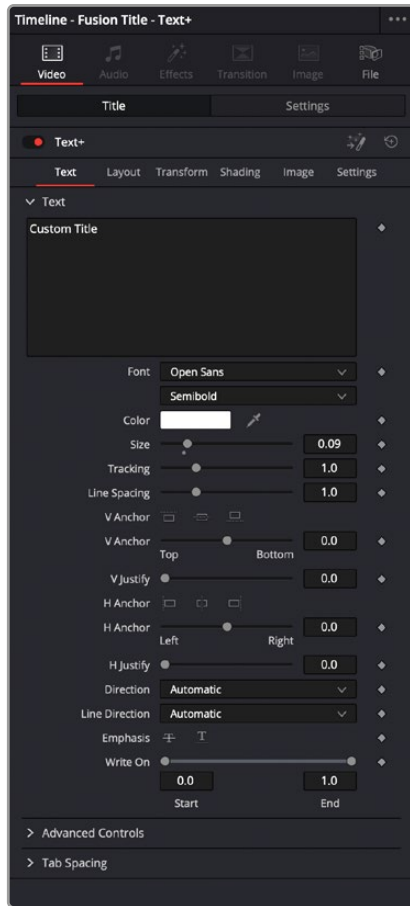 Timeline - Fusion Title - Text+
Video Audio Effects Transition Image File
Title Settings
Text+
Text Layout Transform Shading Image Settings
Text
Custom Title
Font Open Sans
Semibold
Color
Size 0.09
Tracking 1.0
Line Spacing 1.0
V Anchor
V Anchor 0.0
Top Bottom
V Justify 0.0
H Anchor
H Anchor 0.0
Left Right
H Justify 0.0
Direction Automatic
Line Direction Automatic
Emphasis T T
Write On
0.0 1.0
Start End
Advanced Controls
Tab Spacing